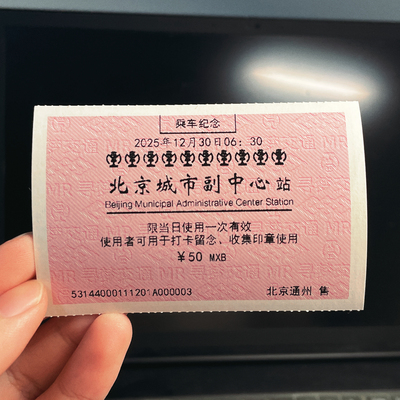 乘车纪念
2025年12月30日06:30
北京城市副中心站
Beijing Municipal Administrative Center Station
限当日使用一次有效
使用者可用于打卡留念、收集印章使用
￥50 MXB
53144000111201A000003 北京通州 售